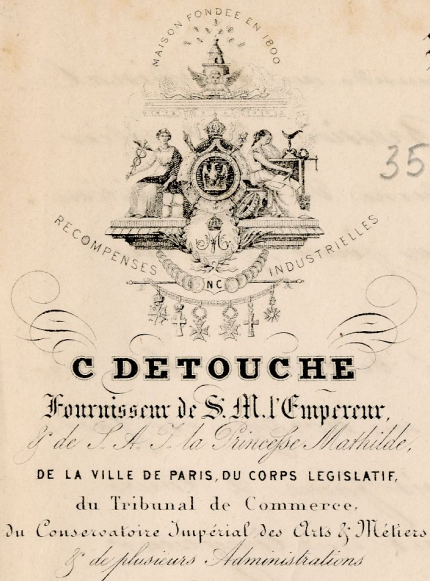 MAISON FONDEE EN 1800
35
RECOMPENSES INDUSTRIELLES
NC
C DETOUCHE
Fournisseur de S. M. l'Empereur,
& de S. A. I. la Princesse Mathilde,
DE LA VILLE DE PARIS, DU CORPS LEGISLATIF,
du Tribunal de Commerce,
du Conservatoire Impérial des Arts & Métiers
& de plusieurs Administrations